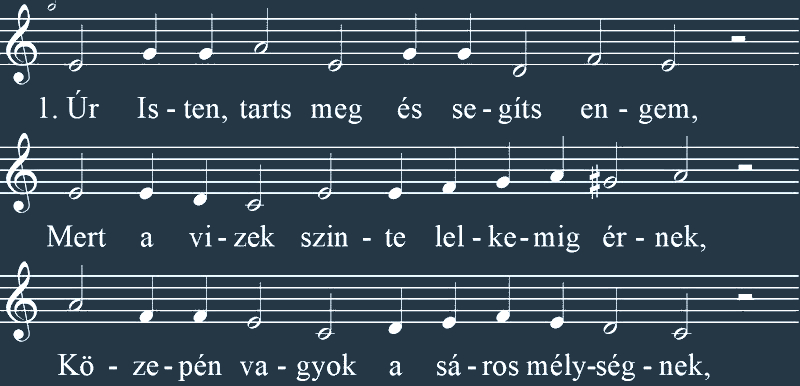 1. Úr Is - ten, tarts meg és se - gíts en - gem,
Mert a vi - zek szin - te lel - ke - mig ér - nek,
Kö - ze - pén va - gyok a sá - ros mély - ség - nek,